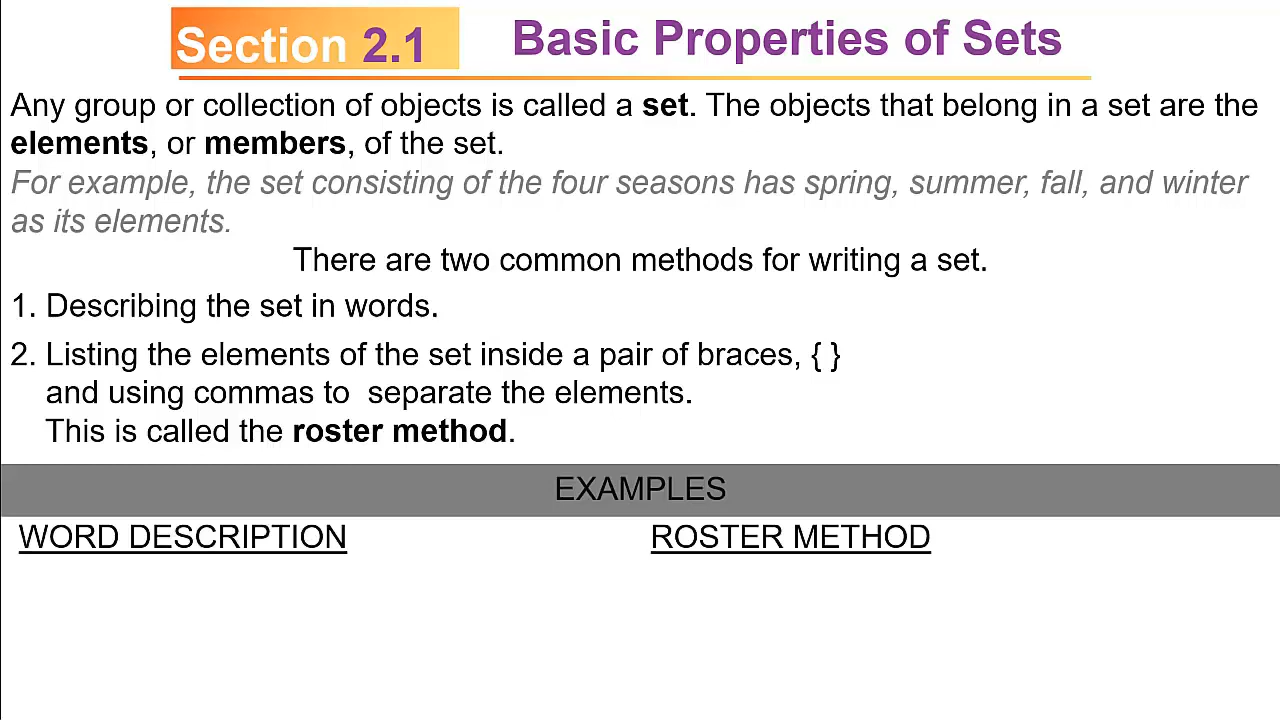 Section 2.1 Basic Properties of Sets
Any group or collection of objects is called a set. The objects that belong in a set are the
elements, or members, of the set.
For example, the set consisting of the four seasons has spring, summer, fall, and winter
as its elements.
There are two common methods for writing a set.
1. Describing the set in words.
2. Listing the elements of the set inside a pair of braces, { }
and using commas to  separate the elements.
This is called the roster method.
EXAMPLES
WORD DESCRIPTION ROSTER METHOD